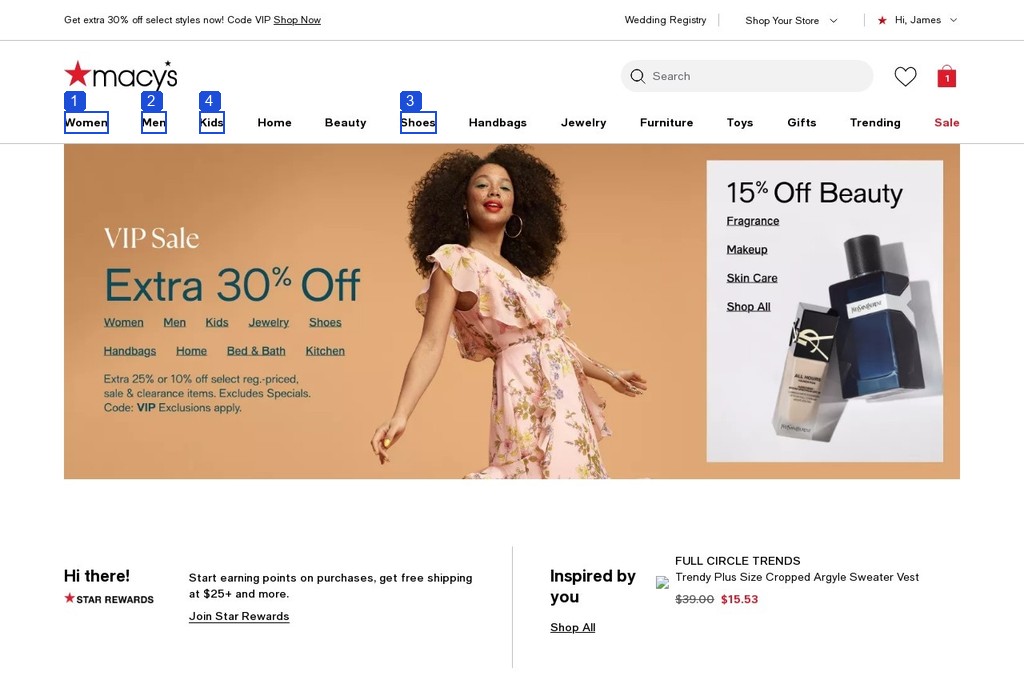 Get extra 30% off select styles now! Code VIP Shop Now
Wedding Registry
Shop Your Store
Hi, James
macy's
Search
1
1
2
4
3
Women
Men
Kids
Home
Beauty
Shoes
Handbags
Jewelry
Furniture
Toys
Gifts
Trending
Sale
VIP Sale
Extra 30% Off
Women Men Kids Jewelry Shoes
Handbags Home Bed & Bath Kitchen
Extra 25% or 10% off select reg.-priced,
sale & clearance items. Excludes Specials.
Code: VIP Exclusions apply.
15% Off Beauty
Fragrance
Makeup
Skin Care
Shop All
YVES SAINT LAURENT
ALL HOURS
Hi there!
STAR REWARDS
Start earning points on purchases, get free shipping
at $25+ and more.
Join Star Rewards
Inspired by
you
Shop All
FULL CIRCLE TRENDS
Trendy Plus Size Cropped Argyle Sweater Vest
$39.00 $15.53